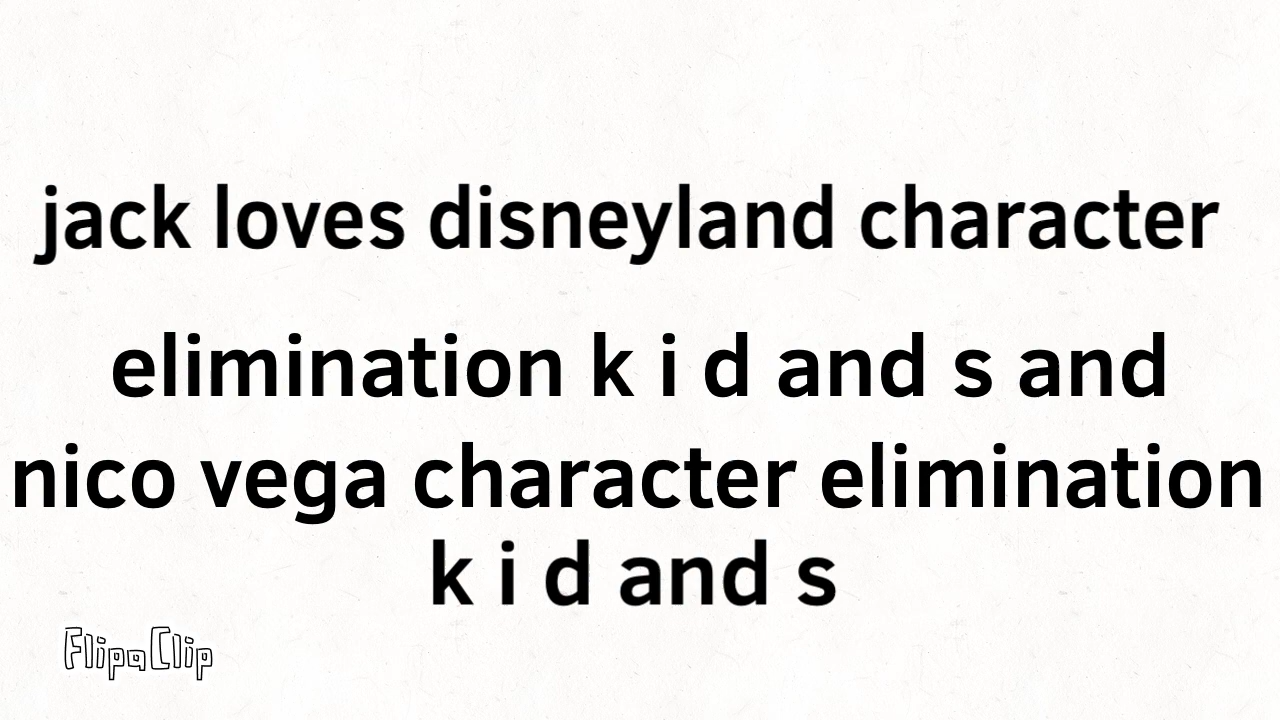 jack loves disneyland character
elimination k i d and s and
nico vega character elimination
k i d and s
FlipaClip